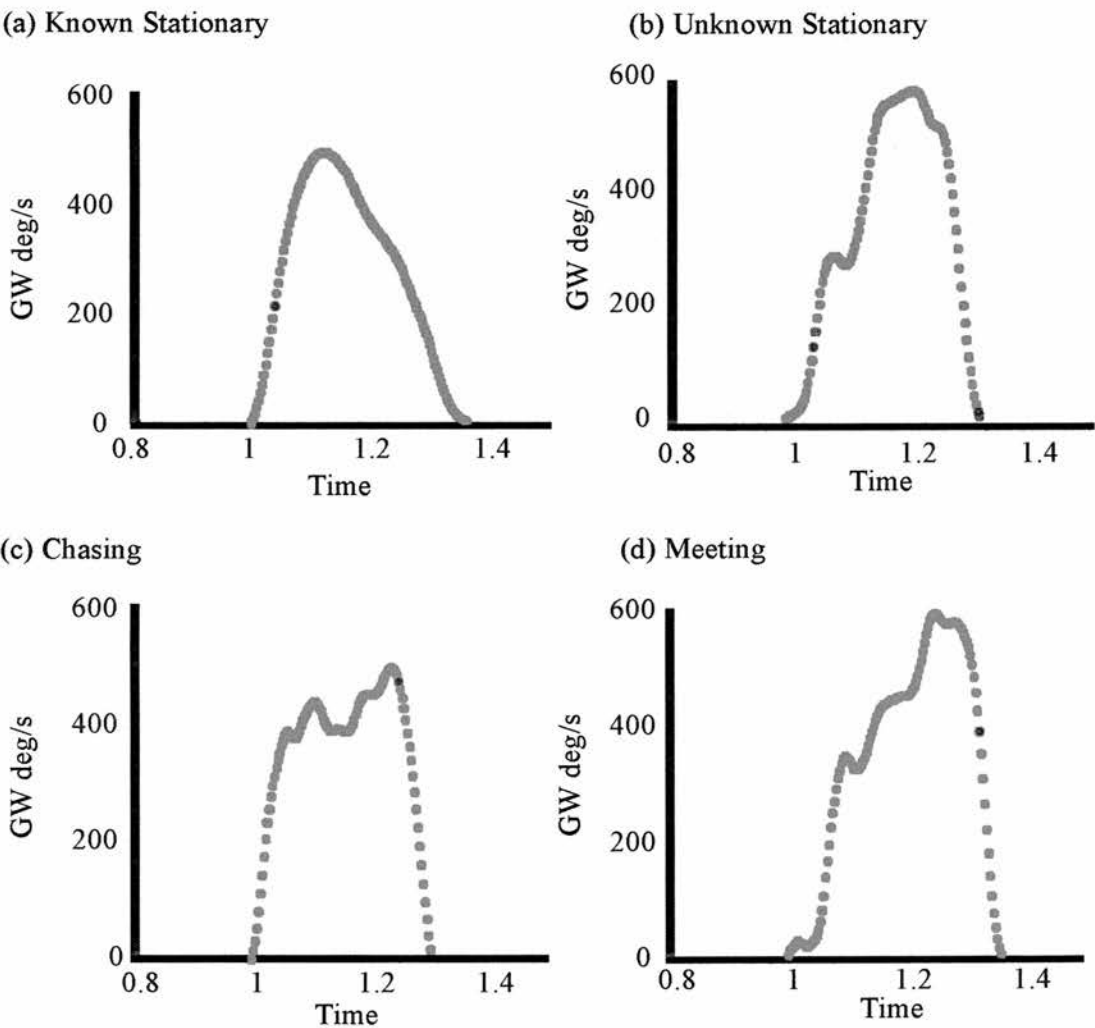 (a) Known Stationary
600
400
200
0
GW deg/s
0.8 1 1.2 1.4
Time
(b) Unknown Stationary
600
400
200
0
GW deg/s
0.8 1 1.2 1.4
Time
(c) Chasing
600
400
200
0
GW deg/s
0.8 1 1.2 1.4
Time
(d) Meeting
600
400
200
0
GW deg/s
0.8 1 1.2 1.4
Time